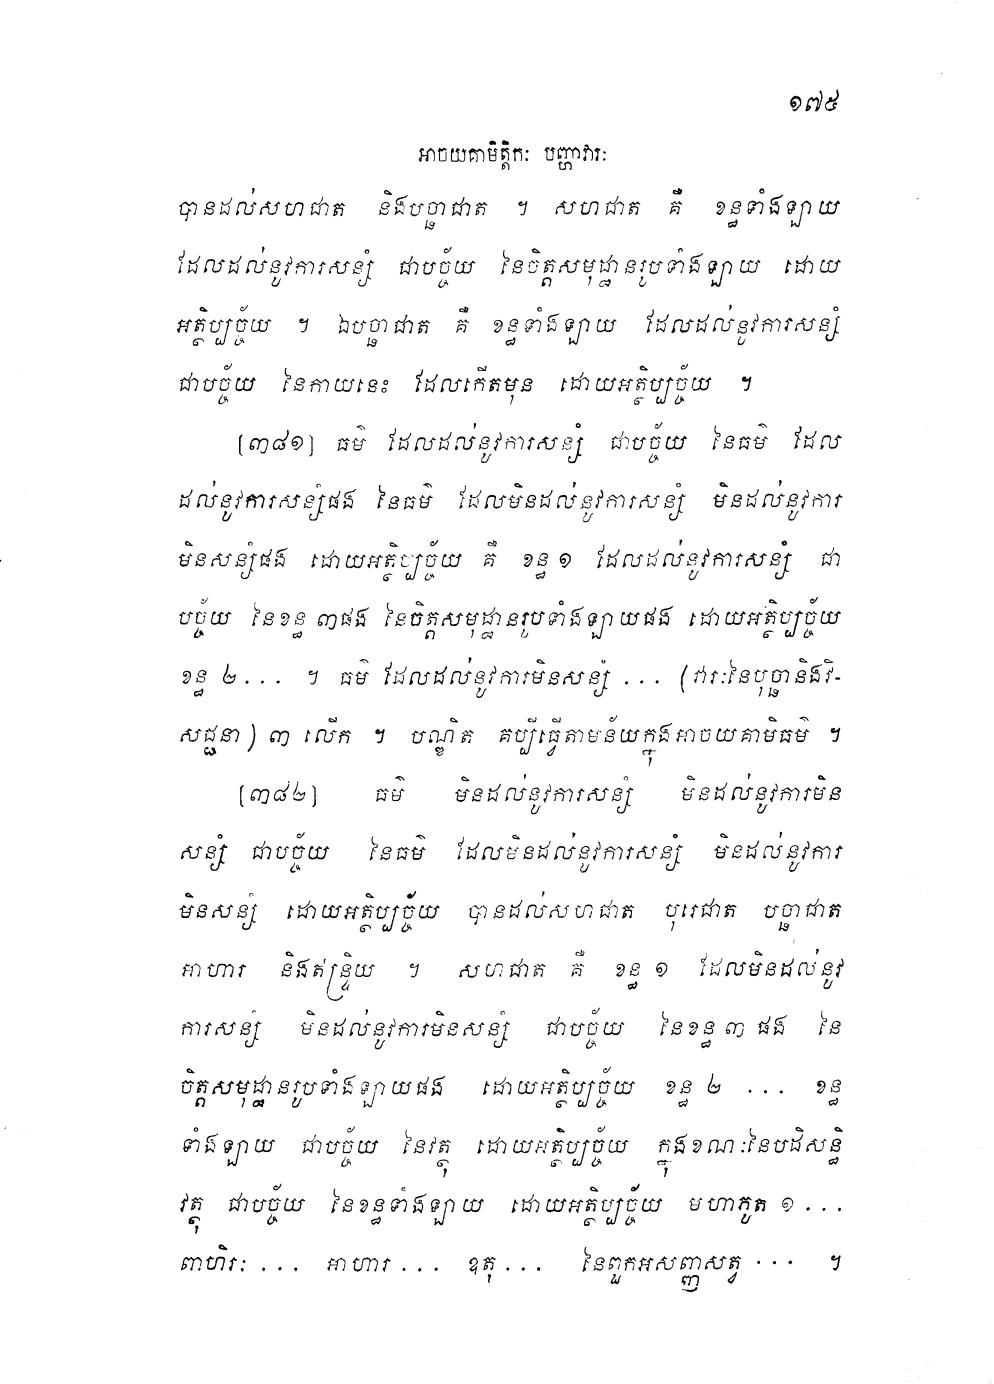 ១៧៥
អាចយគាមិត្តិកៈ បញ្ហាវារៈ
បានដល់សហជាត និងបច្ឆាជាត ។ សហជាត គឺ ខន្ធទាំងឡាយ
ដែលដល់នូវការសន្សំ ជាបច្ច័យ នៃចិត្តសមុដ្ឋានរូបទាំងឡាយ ដោយ
អត្ថិប្បច្ច័យ ។ ឯបច្ឆាជាត គឺ ខន្ធទាំងឡាយ ដែលដល់នូវការសន្សំ
ជាបច្ច័យ នៃកាយនេះ ដែលកើតមុន ដោយអត្ថិប្បច្ច័យ ។
[៣៨១] ធម៌ ដែលដល់នូវការសន្សំ ជាបច្ច័យ នៃធម៌ ដែល
ដល់នូវការសន្សំផង នៃធម៌ ដែលមិនដល់នូវការសន្សំ មិនដល់នូវការ
មិនសន្សំផង ដោយអត្ថិប្បច្ច័យ គឺ ខន្ធ ១ ដែលដល់នូវការសន្សំ ជា
បច្ច័យ នៃខន្ធ ៣ផង នៃចិត្តសមុដ្ឋានរូបទាំងឡាយផង ដោយអត្ថិប្បច្ច័យ
ខន្ធ ២... ។ ធម៌ ដែលដល់នូវការមិនសន្សំ ... (វារៈនៃបុច្ឆានិងវិ-
សជ្ជនា) ៣ លើក ។ បណ្ឌិត គប្បីធ្វើតាមន័យក្នុងអាចយគាមិធម៌ ។
[៣៨២] ធម៌ មិនដល់នូវការសន្សំ មិនដល់នូវការមិន
សន្សំ ជាបច្ច័យ នៃធម៌ ដែលមិនដល់នូវការសន្សំ មិនដល់នូវការ
មិនសន្សំ ដោយអត្ថិប្បច្ច័យ បានដល់សហជាត បុរេជាត បច្ឆាជាត
អាហារ និងឥន្ទ្រិយ ។ សហជាត គឺ ខន្ធ ១ ដែលមិនដល់នូវ
ការសន្សំ មិនដល់នូវការមិនសន្សំ ជាបច្ច័យ នៃខន្ធ ៣ ផង នៃ
ចិត្តសមុដ្ឋានរូបទាំងឡាយផង ដោយអត្ថិប្បច្ច័យ ខន្ធ ២ ... ខន្ធ
ទាំងឡាយ ជាបច្ច័យ នៃវត្ថុ ដោយអត្ថិប្បច្ច័យ ក្នុងខណៈនៃបដិសន្ធិ
វត្ថុ ជាបច្ច័យ នៃខន្ធទាំងឡាយ ដោយអត្ថិប្បច្ច័យ មហាភូត ១ ...
ពាហិរៈ ... អាហារ ... ឧតុ ... នៃពួកអសញ្ញសត្វ ... ។